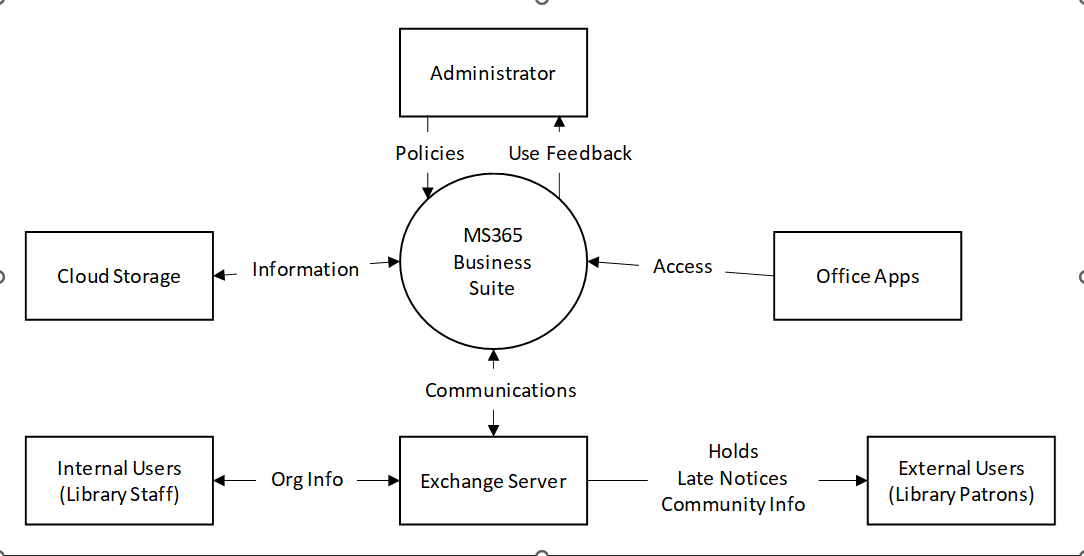 Administrator
Policies
Use Feedback
MS365
Business
Suite
Cloud Storage
Information
Access
Office Apps
Communications
Internal Users
(Library Staff)
Org Info
Exchange Server
Holds
Late Notices
Community Info
External Users
(Library Patrons)